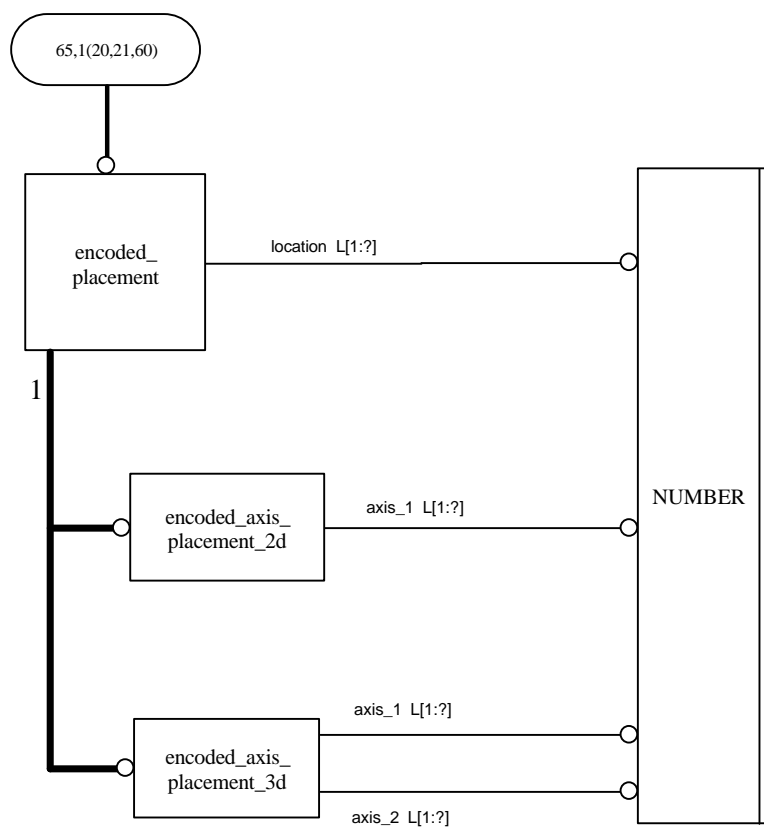 65,1(20,21,60)
encoded_
placement
location L[1:?]
1
encoded_axis_
placement_2d
axis_1 L[1:?]
NUMBER
axis_1 L[1:?]
encoded_axis_
placement_3d
axis_2 L[1:?]